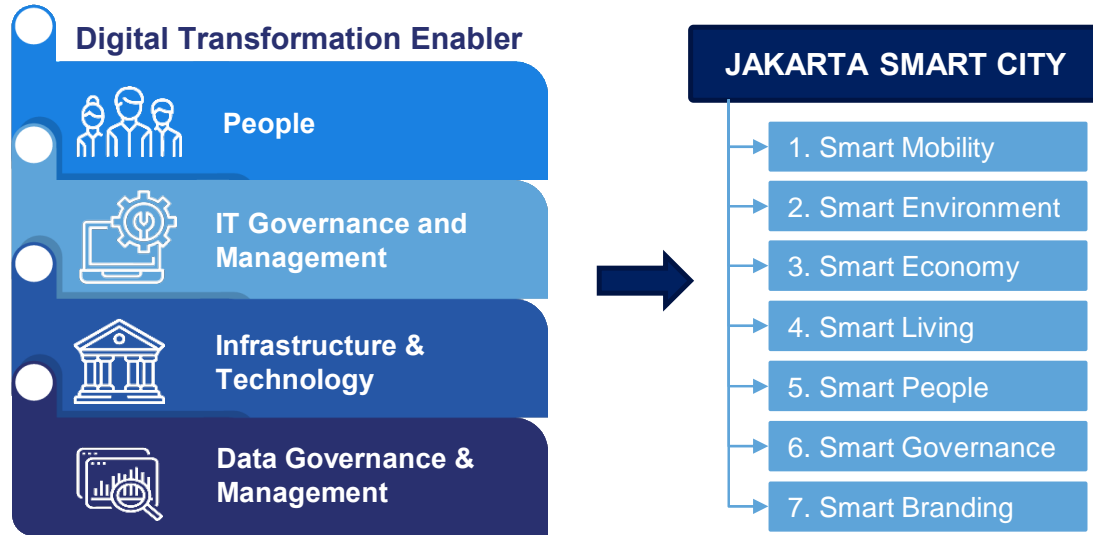 Digital Transformation Enabler
People
IT Governance and
Management
Infrastructure &
Technology
Data Governance &
Management
JAKARTA SMART CITY
1. Smart Mobility
2. Smart Environment
3. Smart Economy
4. Smart Living
5. Smart People
6. Smart Governance
7. Smart Branding